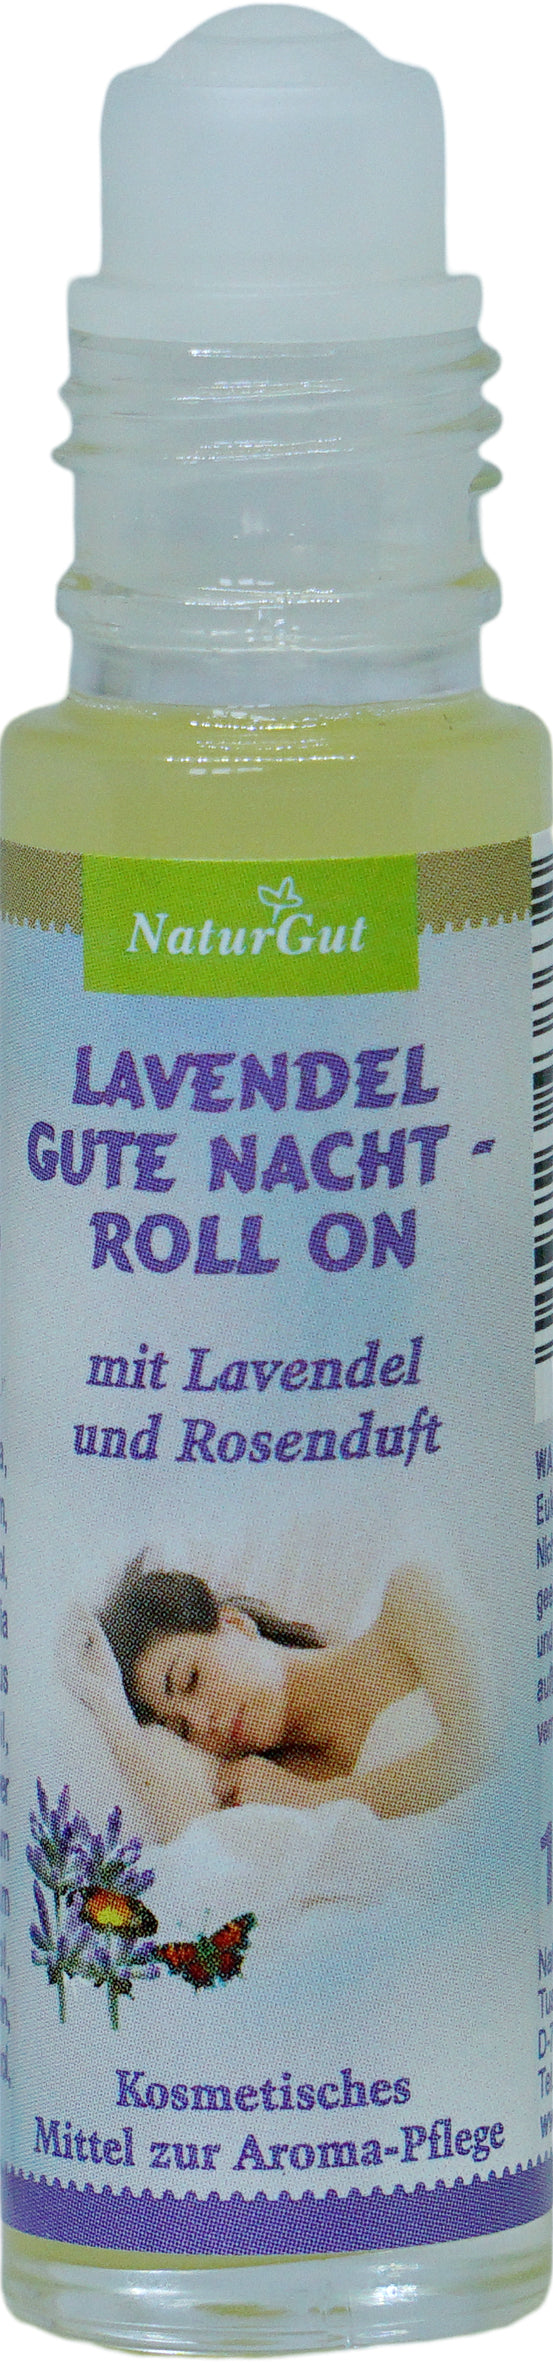 NaturGut
LAVENDEL
GUTE NACHT -
ROLL ON
mit Lavendel
und Rosenduft
Kosmetisches
Mittel zur Aroma-Pflege